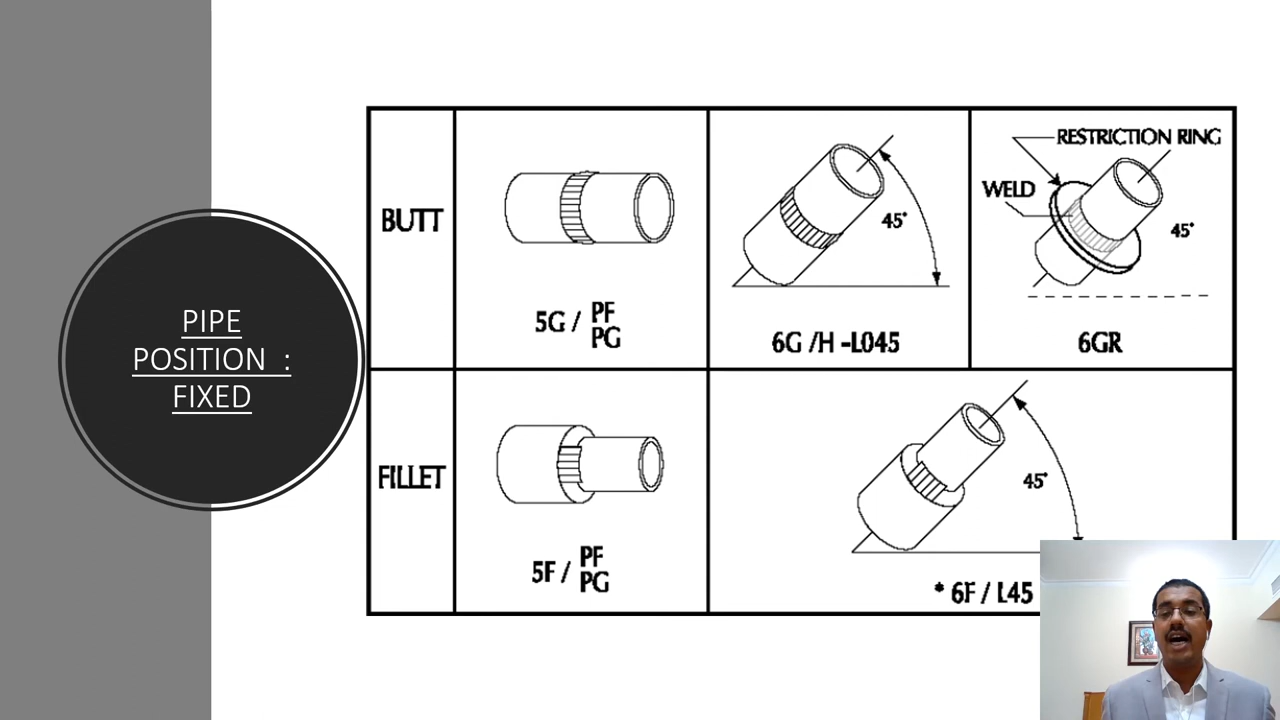 PIPE
POSITION :
FIXED
BUTT
5G / PF
PG
45°
6G /H -L045
RESTRICTION RING
WELD
45°
6GR
FILLET
5F / PF
PG
45°
* 6F / L45